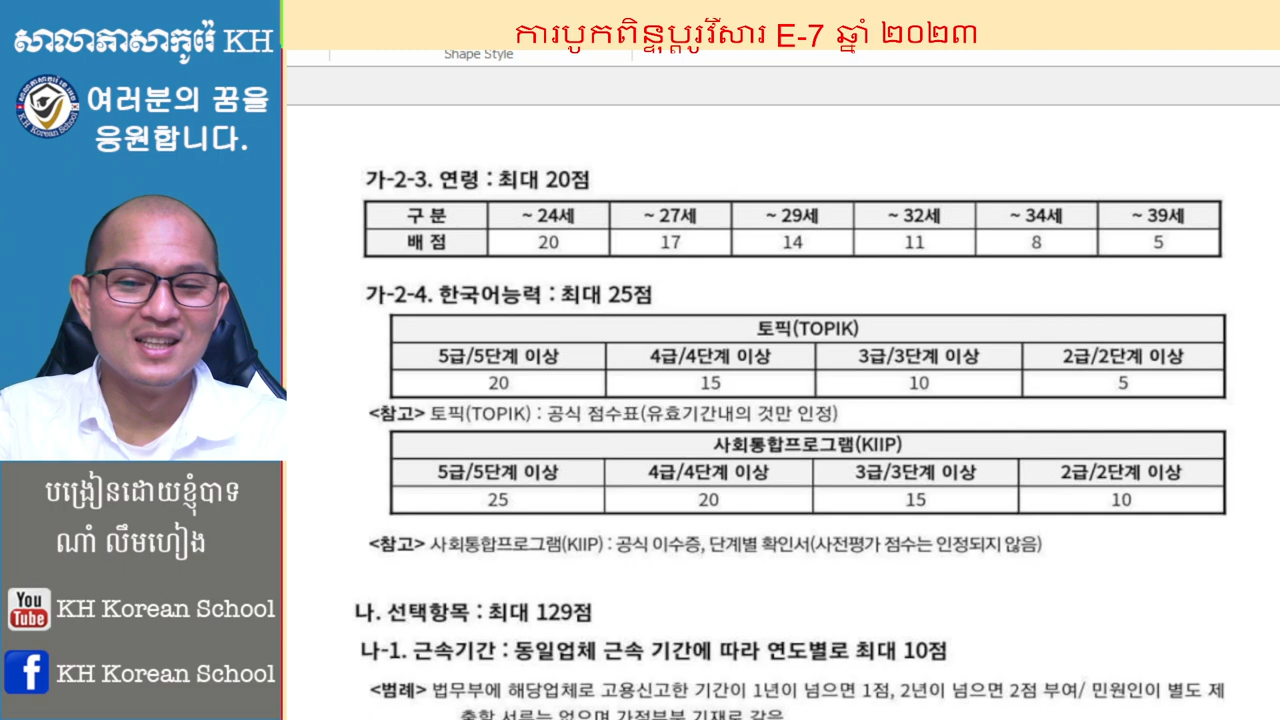 សាលាភាសាកូរ៉េ KH
KH Korean School
여러분의 꿈을
응원합니다.
បង្រៀនដោយខ្ញុំបាទ
ណាំ លឹមហៀង
You
Tube KH Korean School
f KH Korean School
ការបូកពិន្ទុប្តូរវីសារ E-7 ឆ្នាំ ២០២៣
Shape Style
가-2-3. 연령 : 최대 20점
구 분 ~ 24세 ~ 27세 ~ 29세 ~ 32세 ~ 34세 ~ 39세
배 점 20 17 14 11 8 5
가-2-4. 한국어능력 : 최대 25점
토픽(TOPIK)
5급/5단계 이상 4급/4단계 이상 3급/3단계 이상 2급/2단계 이상
20 15 10 5
<참고> 토픽(TOPIK) : 공식 점수표(유효기간내의 것만 인정)
사회통합프로그램(KIIP)
5급/5단계 이상 4급/4단계 이상 3급/3단계 이상 2급/2단계 이상
25 20 15 10
<참고> 사회통합프로그램(KIIP) : 공식 이수증, 단계별 확인서(사전평가 점수는 인정되지 않음)
나. 선택항목 : 최대 129점
나-1. 근속기간 : 동일업체 근속 기간에 따라 연도별로 최대 10점
<범례> 법무부에 해당업체로 고용신고한 기간이 1년이 넘으면 1점, 2년이 넘으면 2점 부여/ 민원인이 별도 제
출할 서류는 없으며